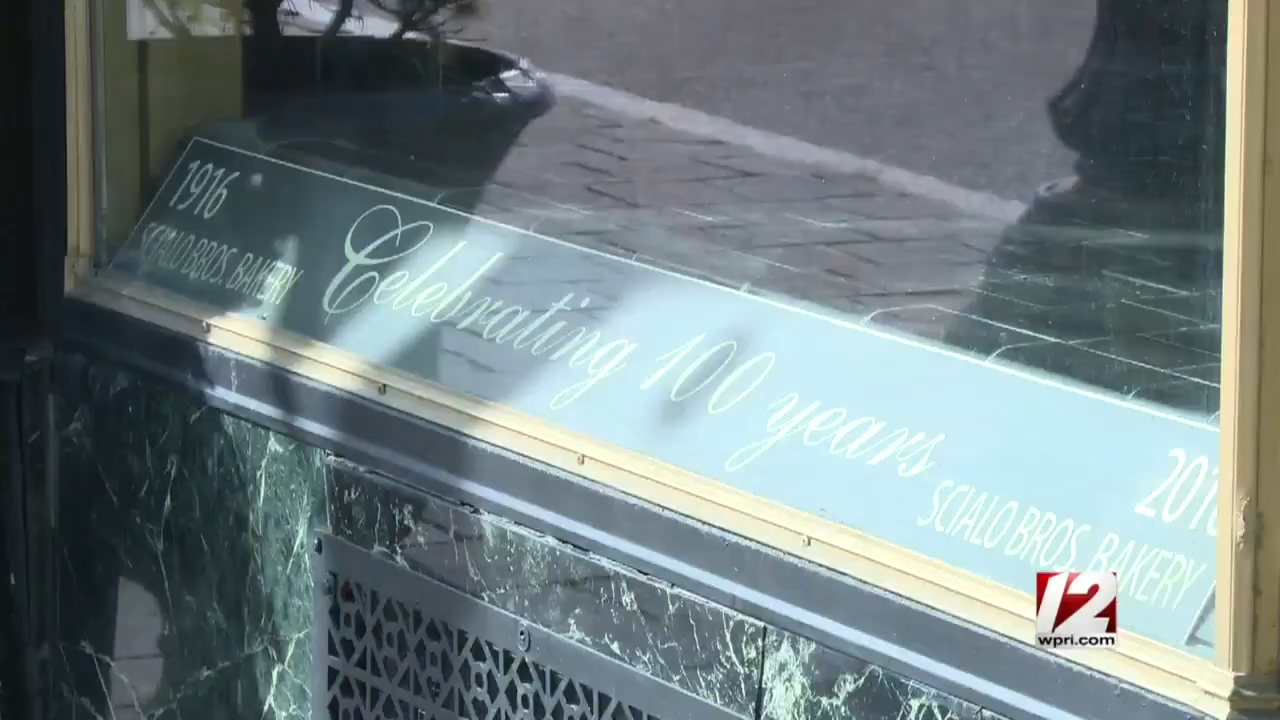 1916
SCIALO BROS. BAKERY
Celebrating 100 years
SCIALO BROS. BAKERY
12
wpri.com